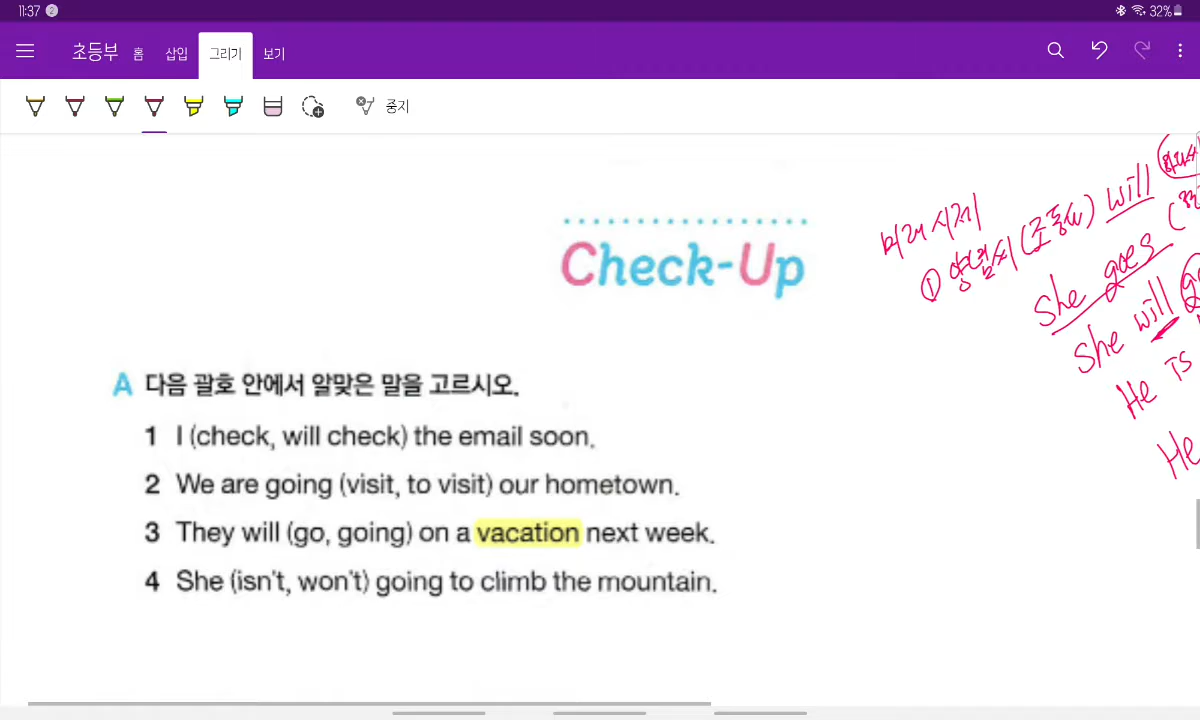 11:37 2 32%
초등부 홈 삽입 그리기 보기
중지
미래시제
① 양념씨(조동사) will
She goes
She will
He is
He
Check-Up
A 다음 괄호 안에서 알맞은 말을 고르시오.
1 I (check, will check) the email soon.
2 We are going (visit, to visit) our hometown.
3 They will (go, going) on a vacation next week.
4 She (isn't, won't) going to climb the mountain.